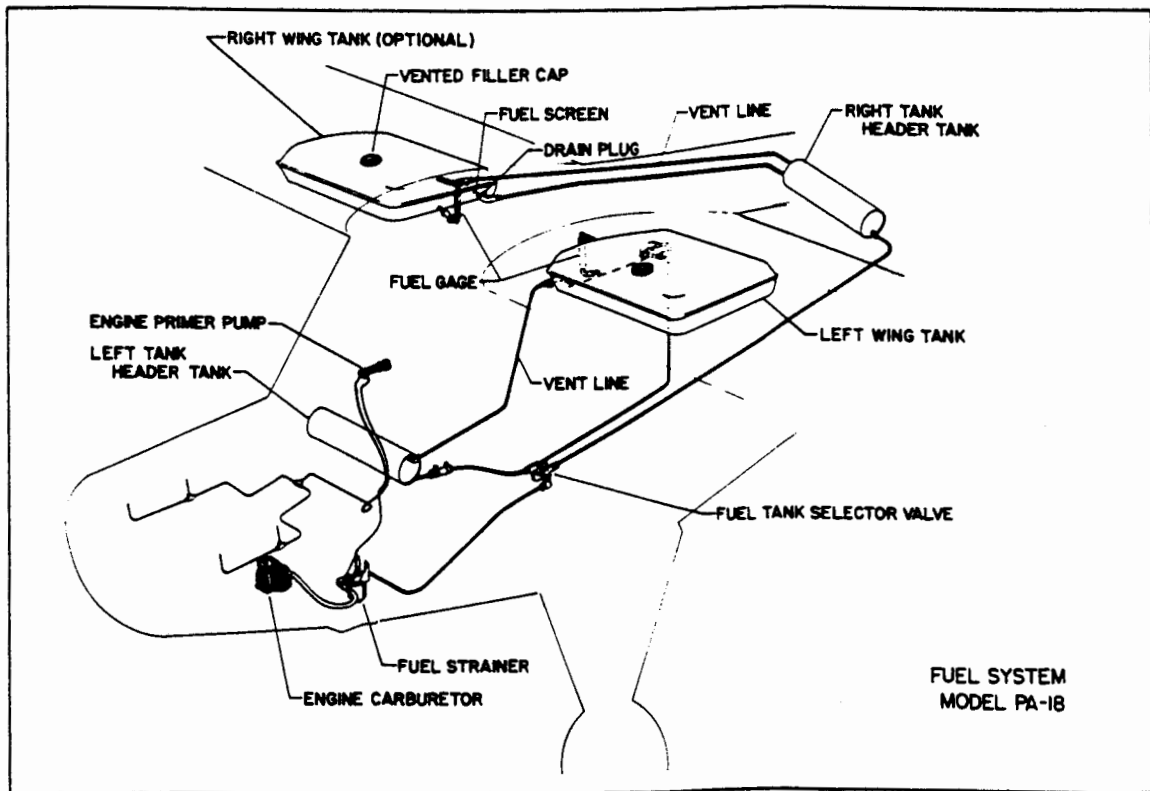 RIGHT WING TANK (OPTIONAL)
VENTED FILLER CAP
FUEL SCREEN
DRAIN PLUG
VENT LINE
RIGHT TANK
HEADER TANK
FUEL GAGE
ENGINE PRIMER PUMP
LEFT TANK
HEADER TANK
VENT LINE
LEFT WING TANK
FUEL TANK SELECTOR VALVE
FUEL STRAINER
ENGINE CARBURETOR
FUEL SYSTEM
MODEL PA-18